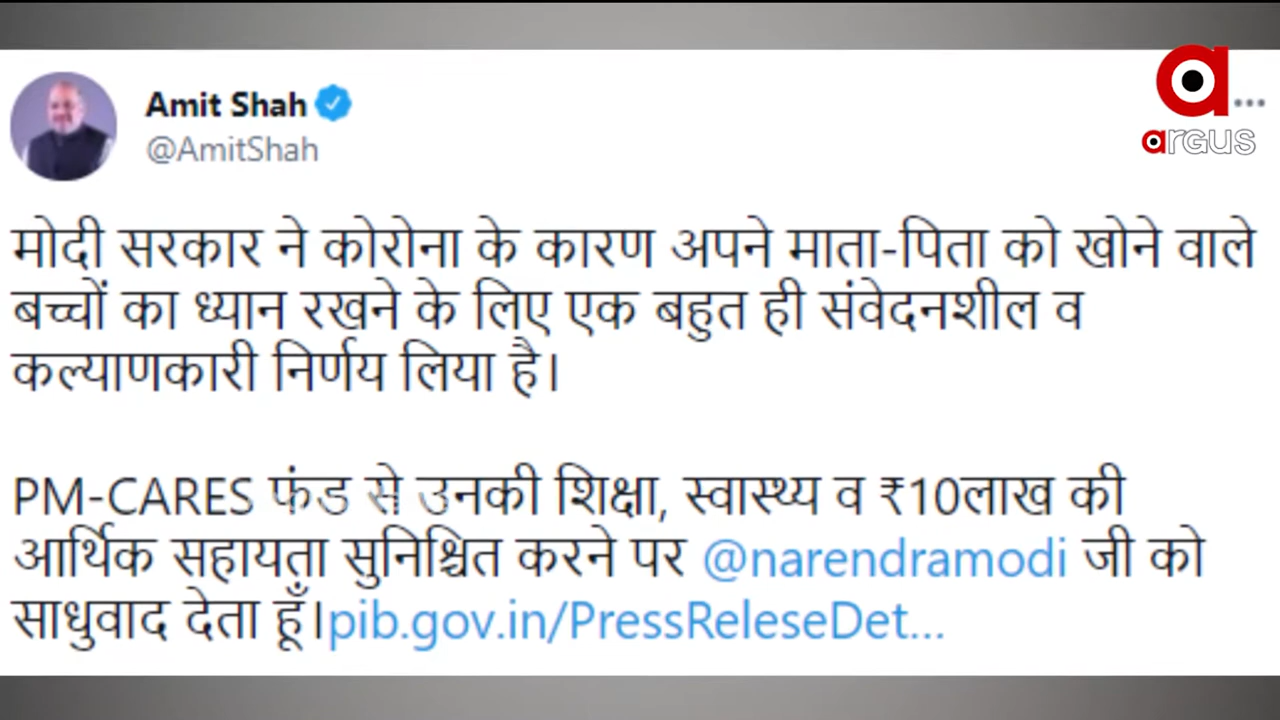 Amit Shah
@AmitShah
argus
मोदी सरकार ने कोरोना के कारण अपने माता-पिता को खोने वाले
बच्चों का ध्यान रखने के लिए एक बहुत ही संवेदनशील व
कल्याणकारी निर्णय लिया है।
PM-CARES फंड से उनकी शिक्षा, स्वास्थ्य व ₹10लाख की
आर्थिक सहायता सुनिश्चित करने पर @narendramodi जी को
साधुवाद देता हूँ।pib.gov.in/PressReleseDet...